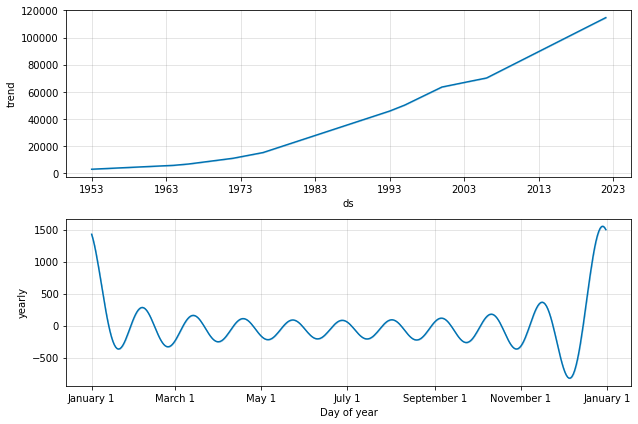 120000
100000
80000
60000
40000
20000
0
trend
1953 1963 1973 1983 1993 2003 2013 2023
ds
1500
1000
500
0
−500
yearly
January 1 March 1 May 1 July 1 September 1 November 1 January 1
Day of year